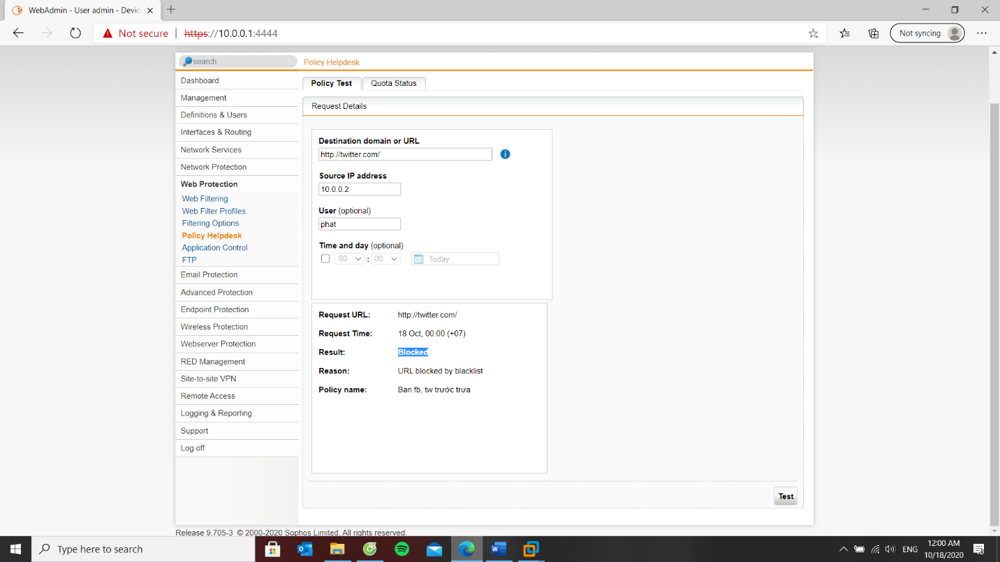 WebAdmin - User admin - Devic
Not secure
https://10.0.0.1:4444
Not syncing
search
Policy Helpdesk
Dashboard
Management
Definitions & Users
Interfaces & Routing
Network Services
Network Protection
Web Protection
Web Filtering
Web Filter Profiles
Filtering Options
Policy Helpdesk
Application Control
FTP
Email Protection
Advanced Protection
Endpoint Protection
Wireless Protection
Webserver Protection
RED Management
Site-to-site VPN
Remote Access
Logging & Reporting
Support
Log off
Policy Test
Quota Status
Request Details
Destination domain or URL
http://twitter.com/
Source IP address
10.0.0.2
User (optional)
phat
Time and day (optional)
00 : 00 Today
Request URL: http://twitter.com/
Request Time: 18 Oct, 00:00 (+07)
Result: Blocked
Reason: URL blocked by blacklist
Policy name: Ban fb, tw trước trưa
Test
Release 9.705-3 © 2000-2020 Sophos Limited. All rights reserved.
Type here to search
ENG
12:00 AM
10/18/2020